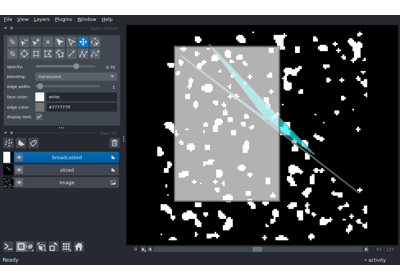 File View Layers Plugins Window Help
opacity: 0.70
blending: translucent
edge width: 1
face color: white
edge color: #777777ff
display text: ✓
broadcasted
sliced
image
Ready
activity